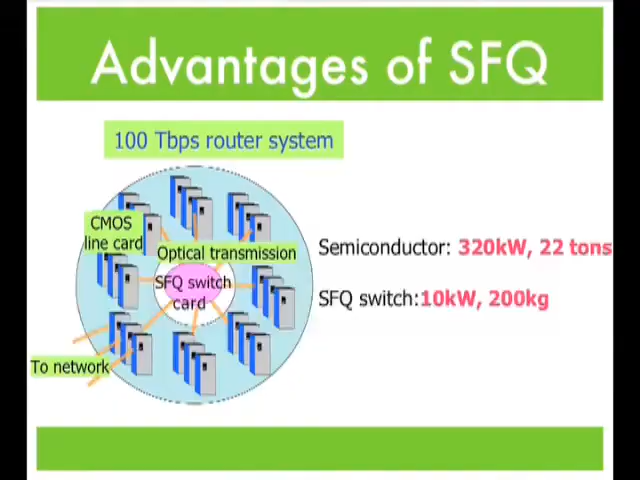 Advantages of SFQ
100 Tbps router system
CMOS
line card
Optical transmission
SFQ switch
card
To network
Semiconductor: 320kW, 22 tons
SFQ switch:10kW, 200kg